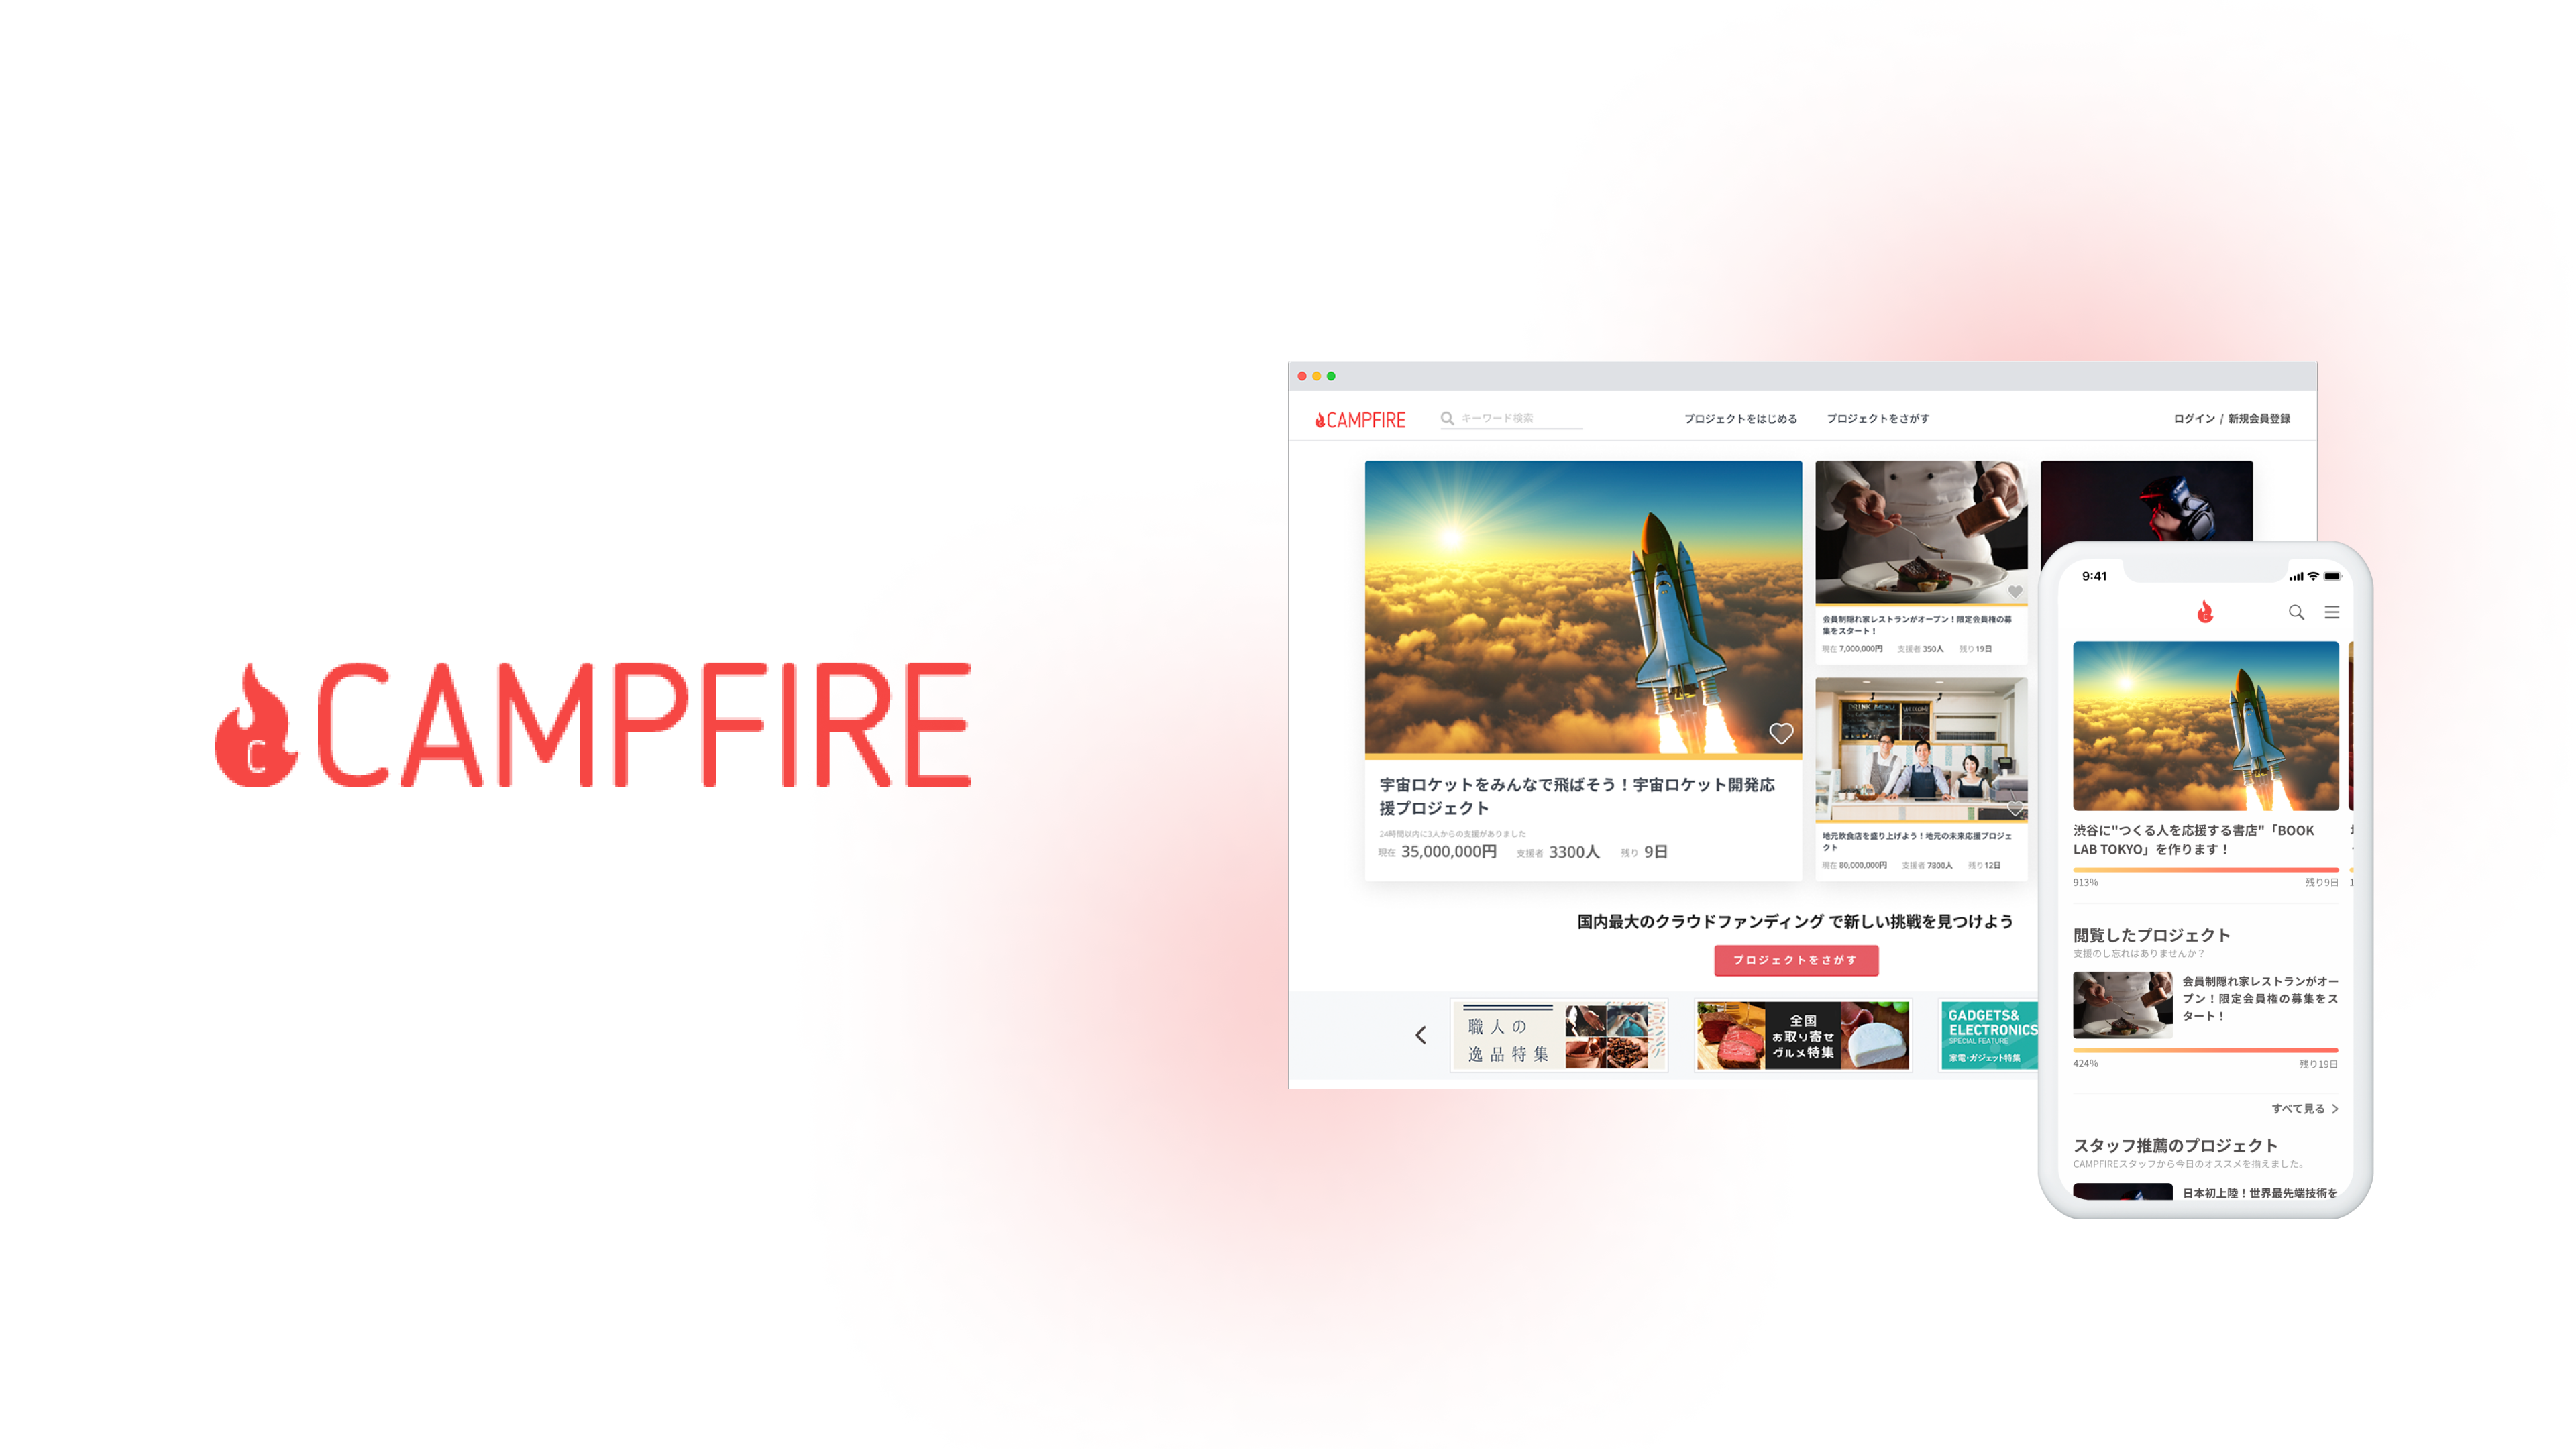 CAMPFIRE
CAMPFIRE
キーワード検索
プロジェクトをはじめる
プロジェクトをさがす
ログイン / 新規会員登録
宇宙ロケットをみんなで飛ばそう！宇宙ロケット開発応
援プロジェクト
24時間以内に3人からの支援がありました
現在 35,000,000円 支援者 3300人 残り 9日
会員制隠れ家レストランがオープン！限定会員権の募
集をスタート！
現在 7,000,000円 支援者 350人 残り 19日
DRINK MENU
WELCOME
地元飲食店を盛り上げよう！地元の未来応援プロジェ
クト
現在 80,000,000円 支援者 7800人 残り 12日
国内最大のクラウドファンディング で新しい挑戦を見つけよう
プロジェクトをさがす
職人の
逸品特集
全国
お取り寄せ
グルメ特集
GADGETS&
ELECTRONICS
SPECIAL FEATURE
家電・ガジェット特集
9:41
渋谷に"つくる人を応援する書店"「BOOK
LAB TOKYO」を作ります！
913% 残り9日
閲覧したプロジェクト
支援のし忘れはありませんか？
会員制隠れ家レストランがオー
プン！限定会員権の募集をス
タート！
424% 残り19日
すべて見る
スタッフ推薦のプロジェクト
CAMPFIREスタッフから今日のオススメを揃えました。
日本初上陸！世界最先端技術を